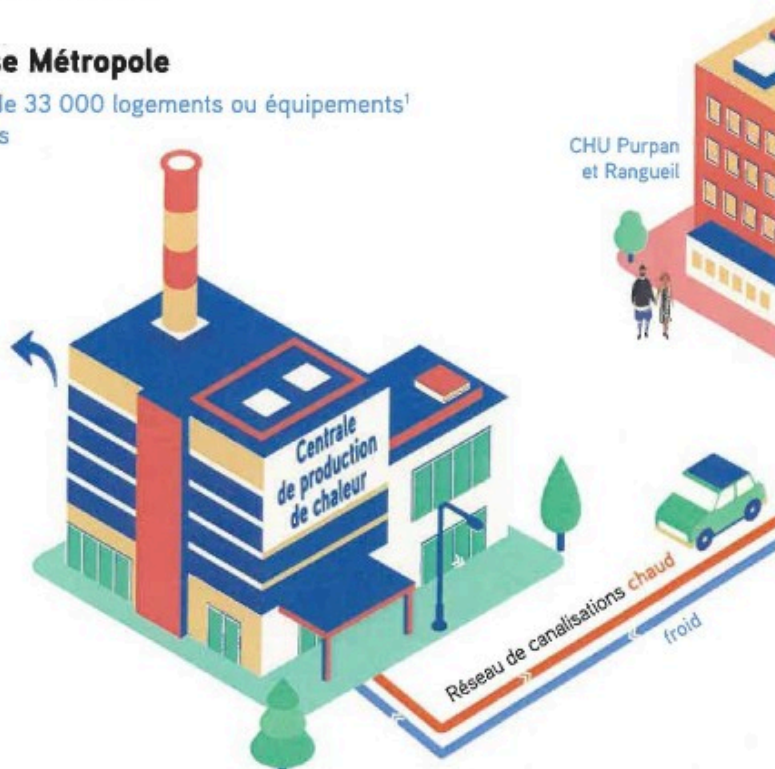 se Métropole
de 33 000 logements ou équipements¹
s
CHU Purpan
et Rangueil
Centrale
de production
de chaleur
Réseau de canalisations chaud
froid